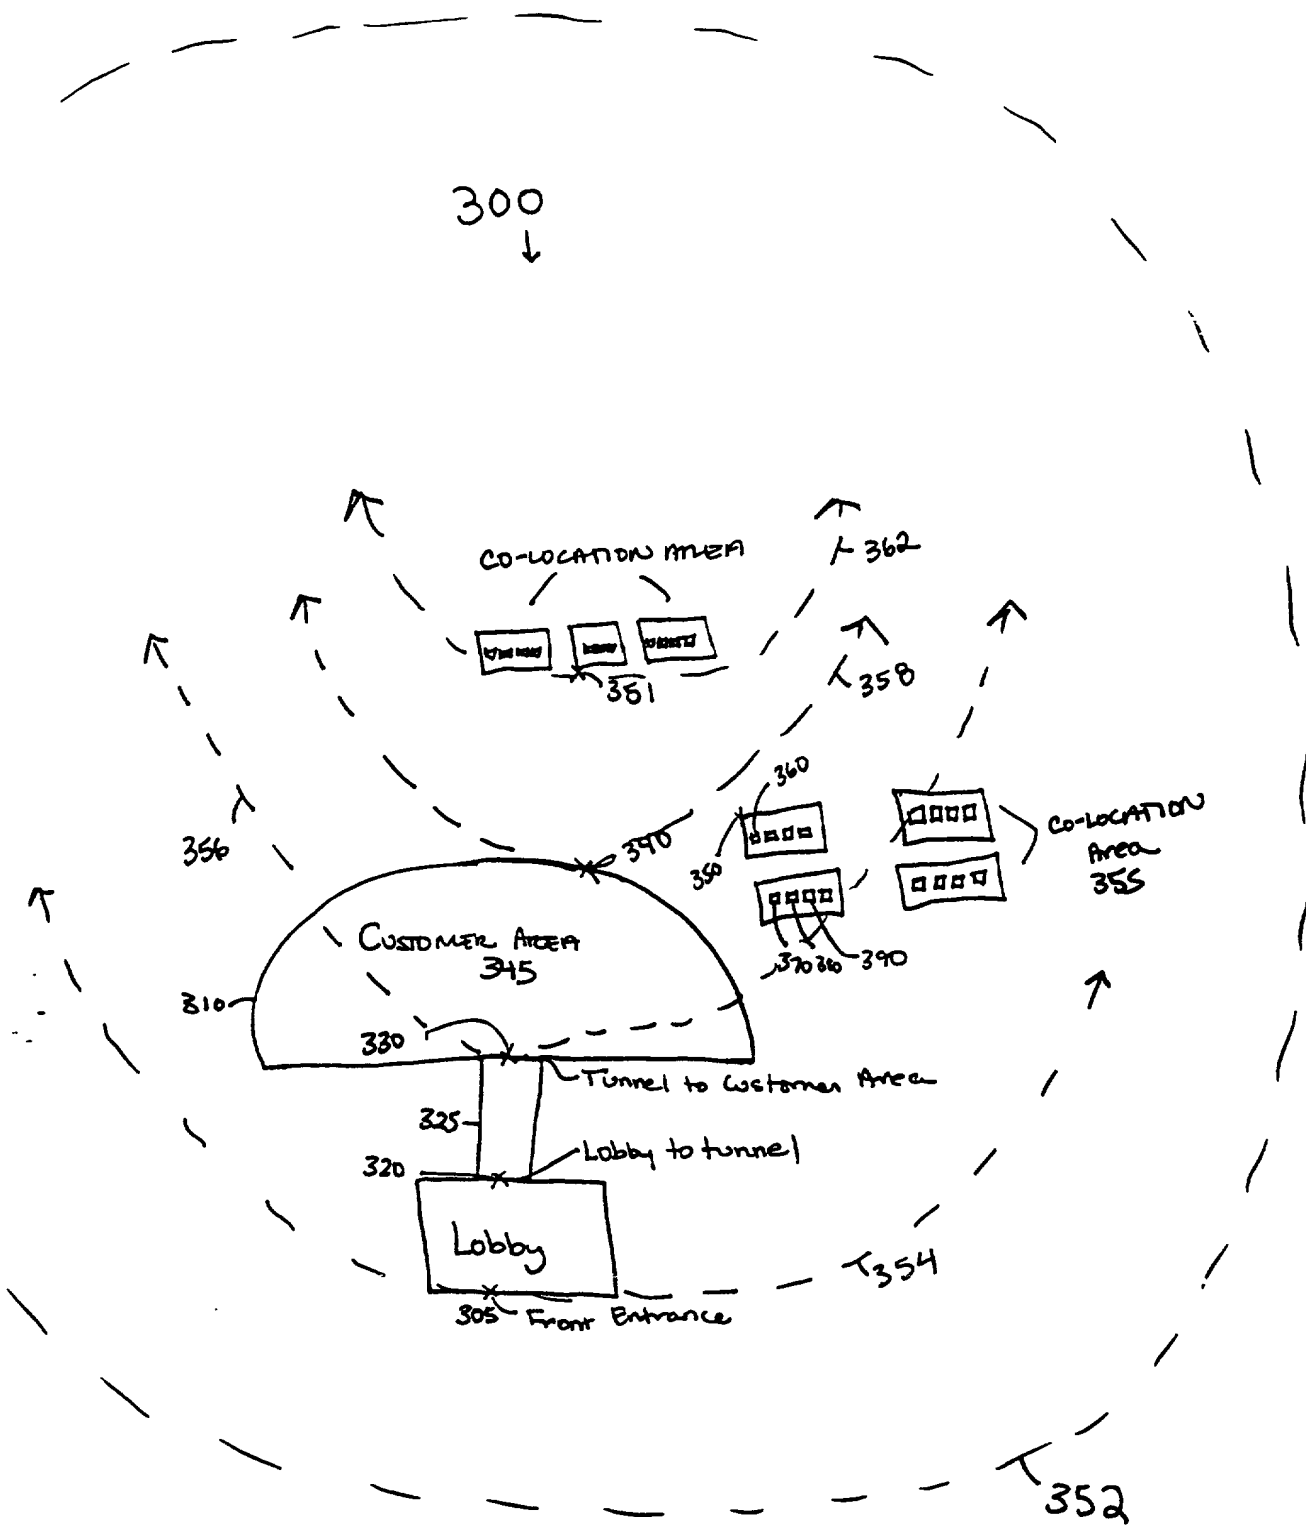 300
CO-LOCATION AREA
362
351
358
360
350
390
CO-LOCATION
Area
355
356
CUSTOMER AREA
345
370 380 390
310
330
Tunnel to Customer Area
325
Lobby to tunnel
320
Lobby
354
305 Front Entrance
352